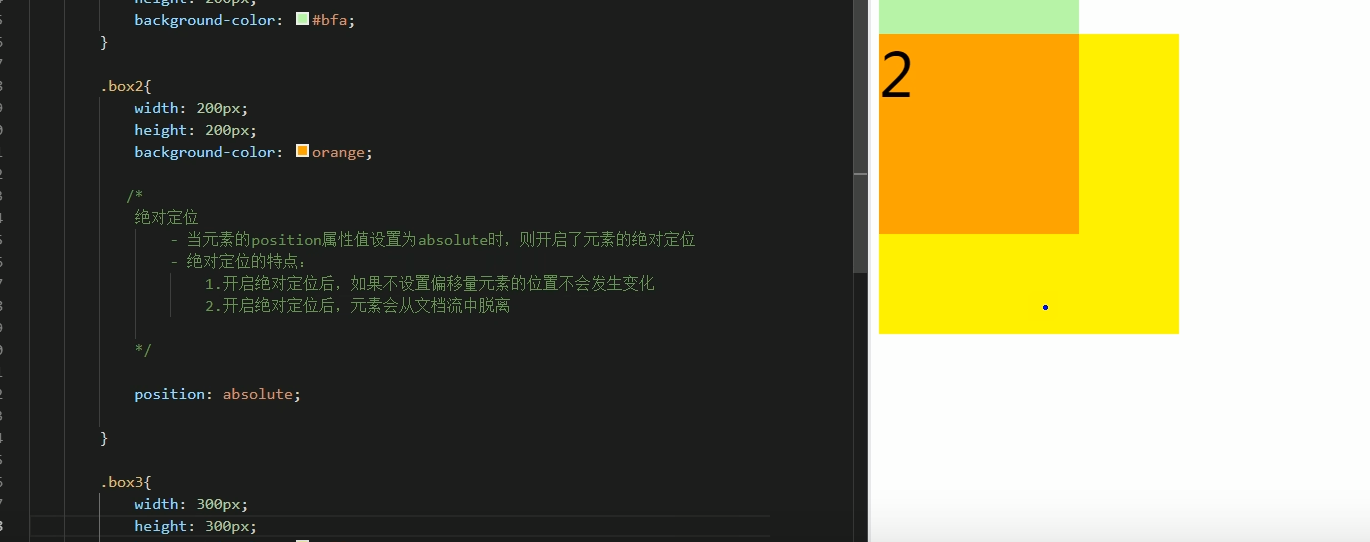 background-color: #bfa;
}
.box2{
width: 200px;
height: 200px;
background-color: orange;
/*
绝对定位
- 当元素的position属性值设置为absolute时，则开启了元素的绝对定位
- 绝对定位的特点：
1.开启绝对定位后，如果不设置偏移量元素的位置不会发生变化
2.开启绝对定位后，元素会从文档流中脱离
*/
position: absolute;
}
.box3{
width: 300px;
height: 300px;
2